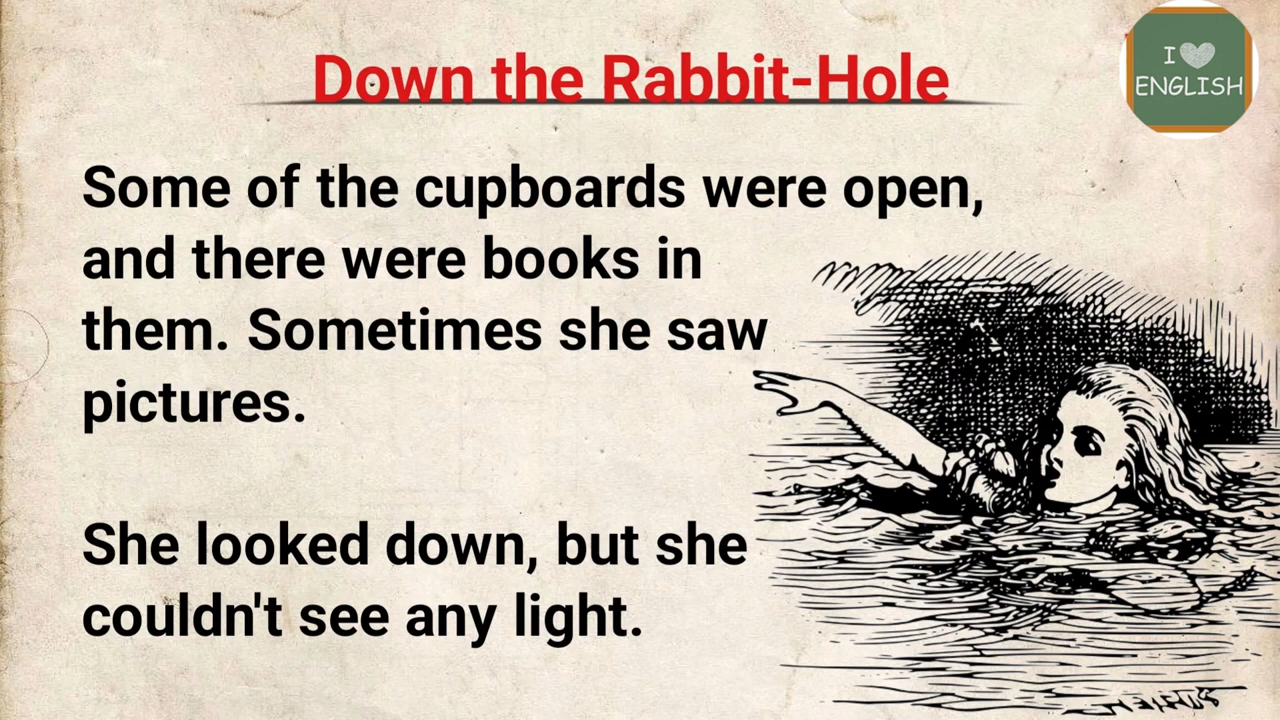 Down the Rabbit-Hole
I
ENGLISH
Some of the cupboards were open,
and there were books in
them. Sometimes she saw
pictures.
She looked down, but she
couldn't see any light.